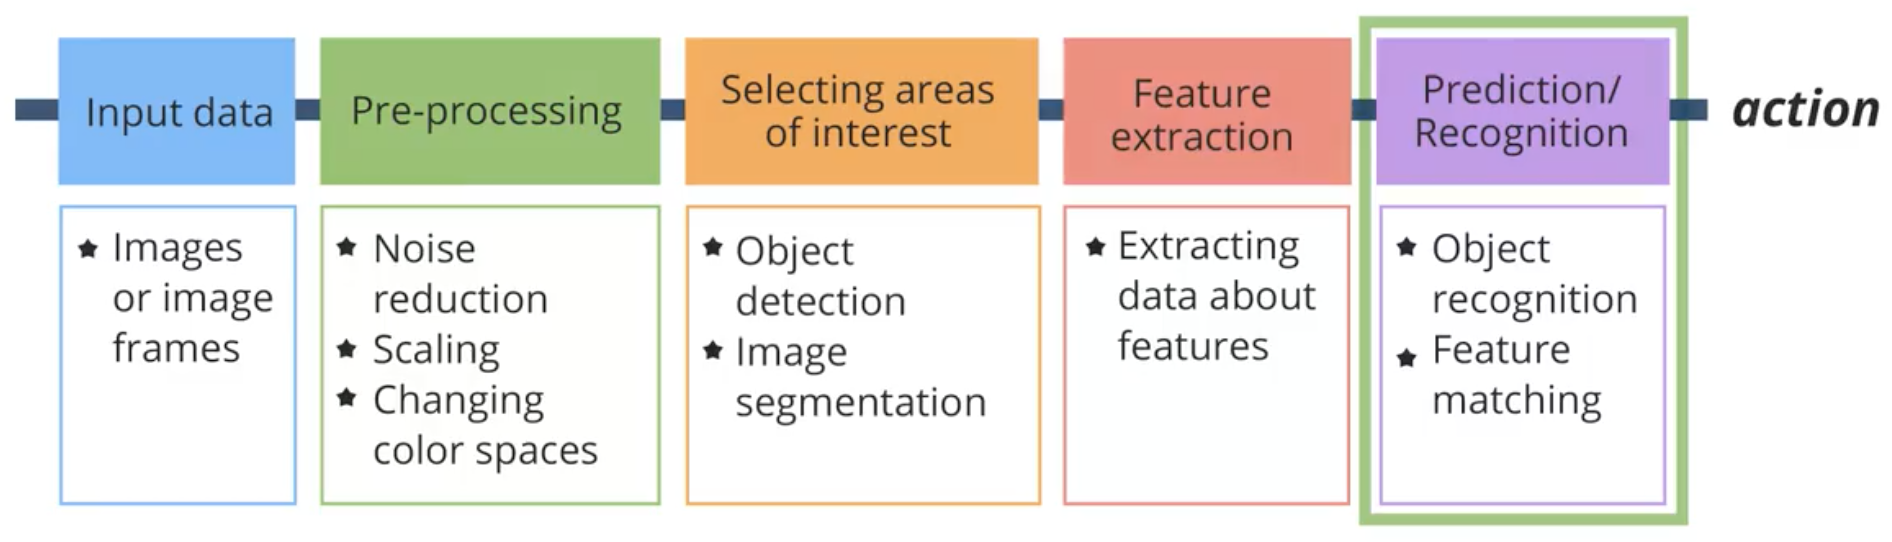 Input data
Pre-processing
Selecting areas
of interest
Feature
extraction
Prediction/
Recognition
action
Images
or image
frames
Noise
reduction
Scaling
Changing
color spaces
Object
detection
Image
segmentation
Extracting
data about
features
Object
recognition
Feature
matching